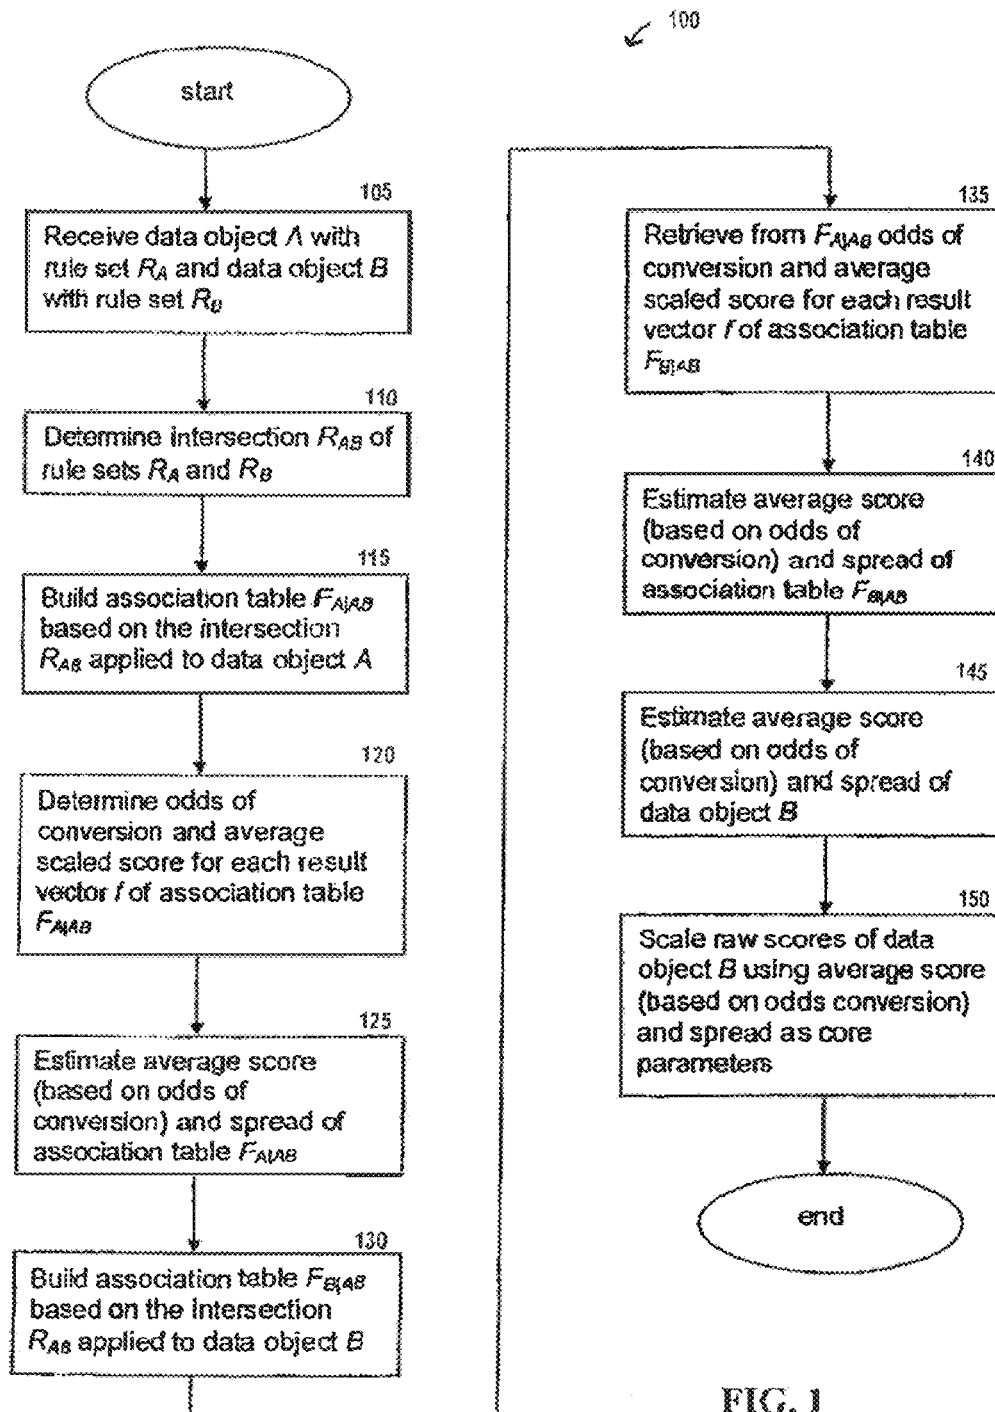 100
start
105
Receive data object A with
rule set R_A and data object B
with rule set R_B
110
Determine intersection R_AB of
rule sets R_A and R_B
115
Build association table F_A|AB
based on the intersection
R_AB applied to data object A
120
Determine odds of
conversion and average
scaled score for each result
vector f of association table
F_A|AB
125
Estimate average score
(based on odds of
conversion) and spread of
association table F_A|AB
130
Build association table F_B|AB
based on the intersection
R_AB applied to data object B
135
Retrieve from F_A|AB odds of
conversion and average
scaled score for each result
vector f of association table
F_B|AB
140
Estimate average score
(based on odds of
conversion) and spread of
association table F_B|AB
145
Estimate average score
(based on odds of
conversion) and spread of
data object B
150
Scale raw scores of data
object B using average score
(based on odds conversion)
and spread as core
parameters
end
FIG. 1